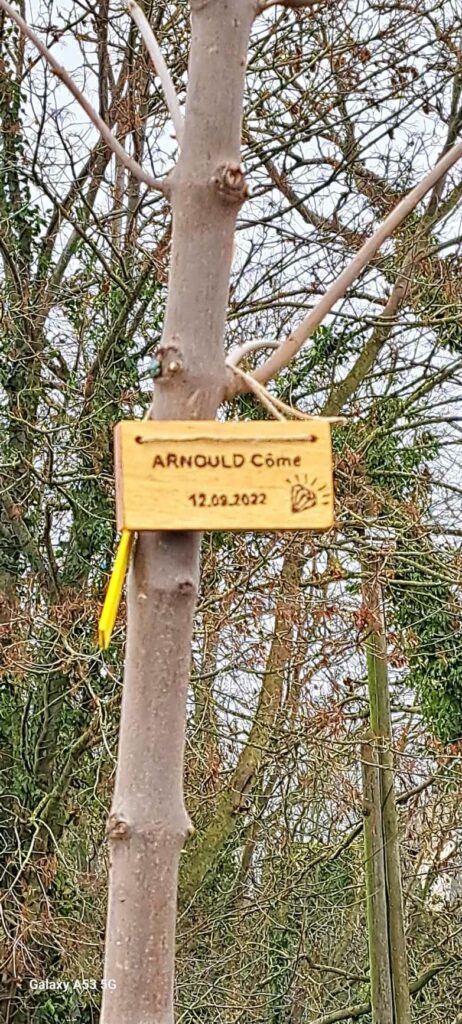 ARNOULD Côme
12.09.2022
Galaxy A53 5G